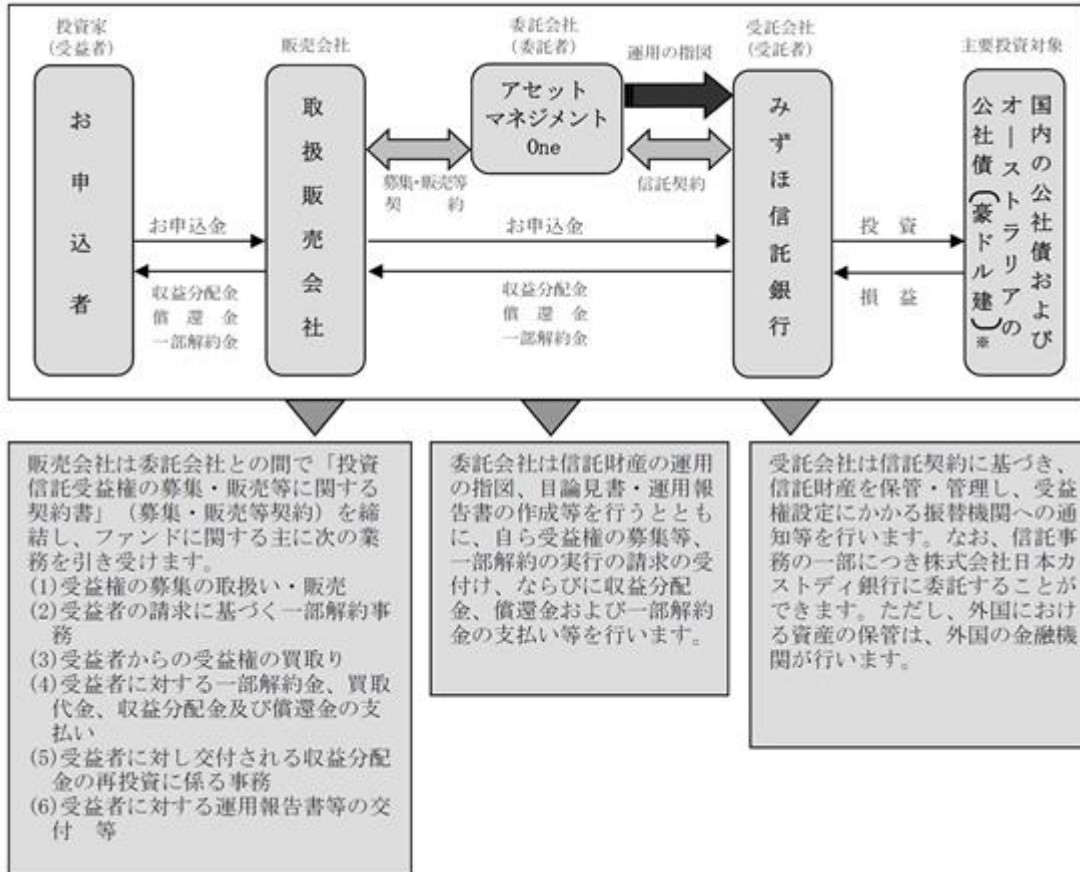 投資家
(受益者)
お申込者
販売会社
取扱販売会社
委託会社
(委託者)
アセット
マネジメント
One
運用の指図
受託会社
(受託者)
みずほ信託銀行
主要投資対象
国内の公社債および
オーストラリアの
公社債(豪ドル建)※
募集・販売等
契約
信託契約
お申込金
収益分配金
償還金
一部解約金
お申込金
収益分配金
償還金
一部解約金
投資
損益
販売会社は委託会社との間で「投資
信託受益権の募集・販売等に関する
契約書」(募集・販売等契約)を締
結し、ファンドに関する主に次の業
務を引き受けます。
(1)受益権の募集の取扱い・販売
(2)受益者の請求に基づく一部解約事
務
(3)受益者からの受益権の買取り
(4)受益者に対する一部解約金、買取
代金、収益分配金及び償還金の支
払い
(5)受益者に対し交付される収益分配
金の再投資に係る事務
(6)受益者に対する運用報告書等の交
付 等
委託会社は信託財産の運用
の指図、目論見書・運用報
告書の作成等を行うととも
に、自ら受益権の募集等、
一部解約の実行の請求の受
付け、ならびに収益分配
金、償還金および一部解約
金の支払い等を行います。
受託会社は信託契約に基づき、
信託財産を保管・管理し、受益
権設定にかかる振替機関への通
知等を行います。なお、信託事
務の一部につき株式会社日本カ
ストディ銀行に委託することが
できます。ただし、外国におけ
る資産の保管は、外国の金融機
関が行います。